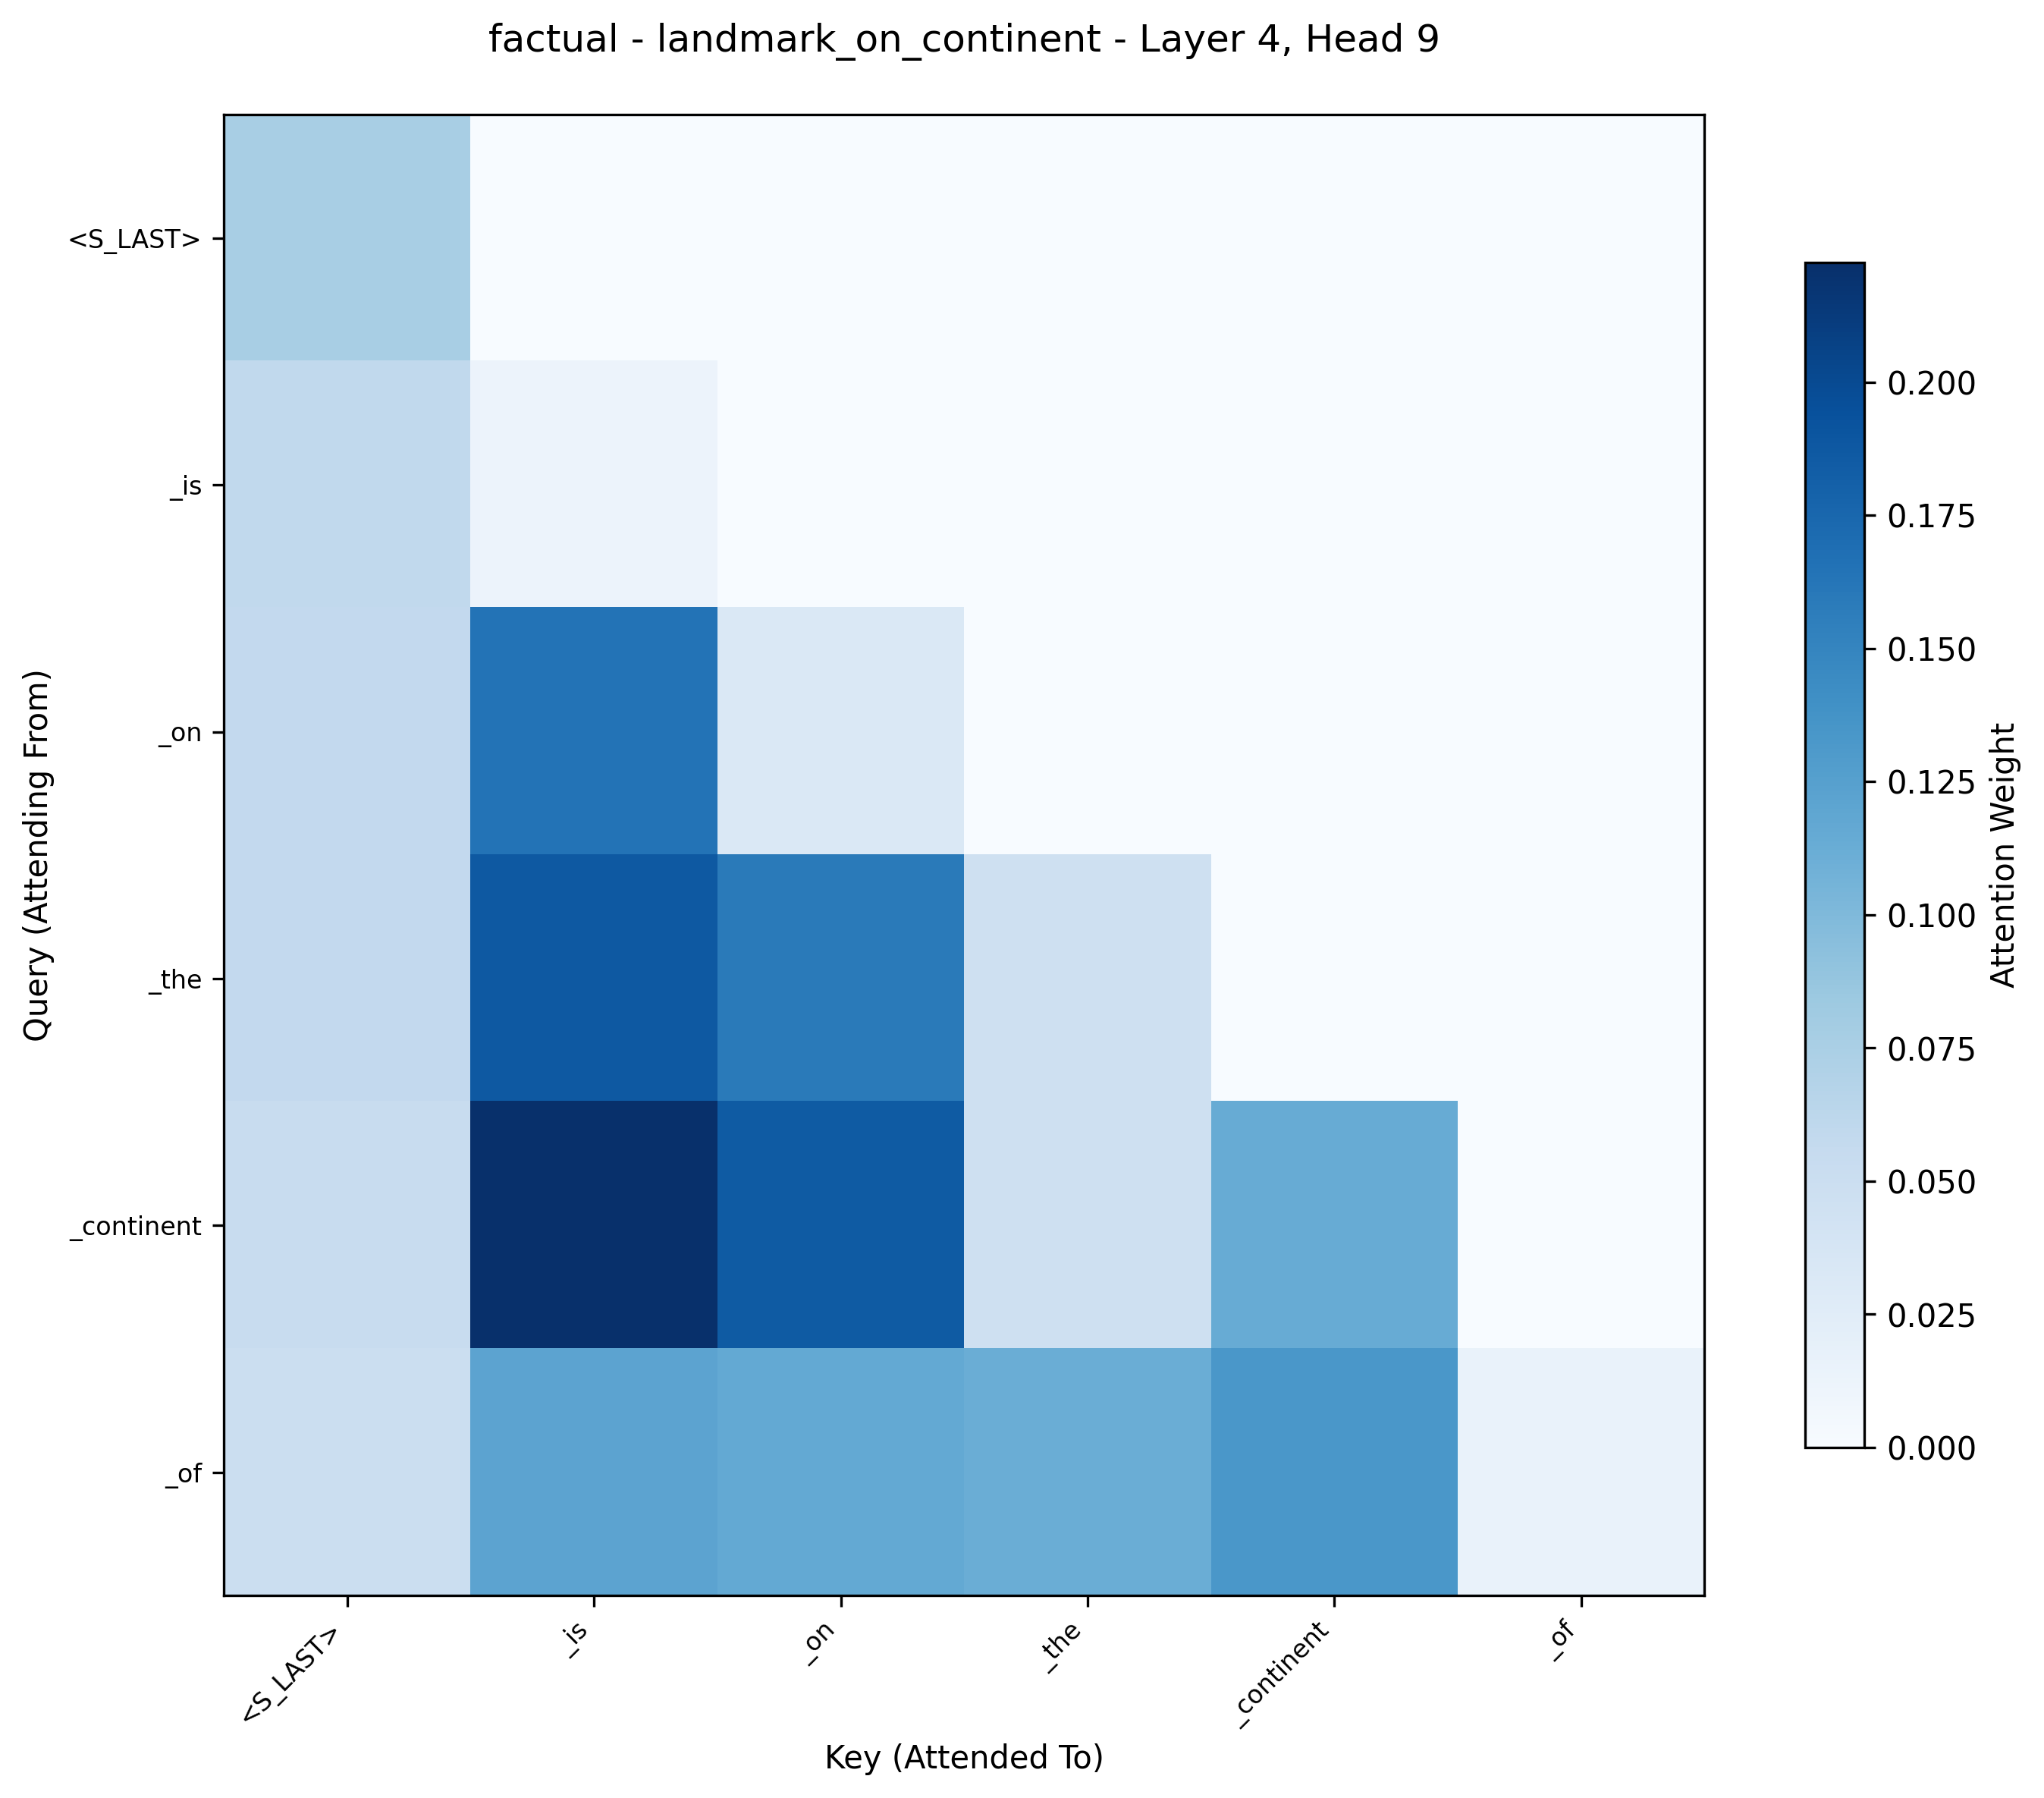 factual - landmark_on_continent - Layer 4, Head 9
Query (Attending From)
<S_LAST>
_is
_on
_the
_continent
_of
<S_LAST>
_is
_on
_the
_continent
_of
Key (Attended To)
0.200
0.175
0.150
0.125
0.100
0.075
0.050
0.025
0.000
Attention Weight